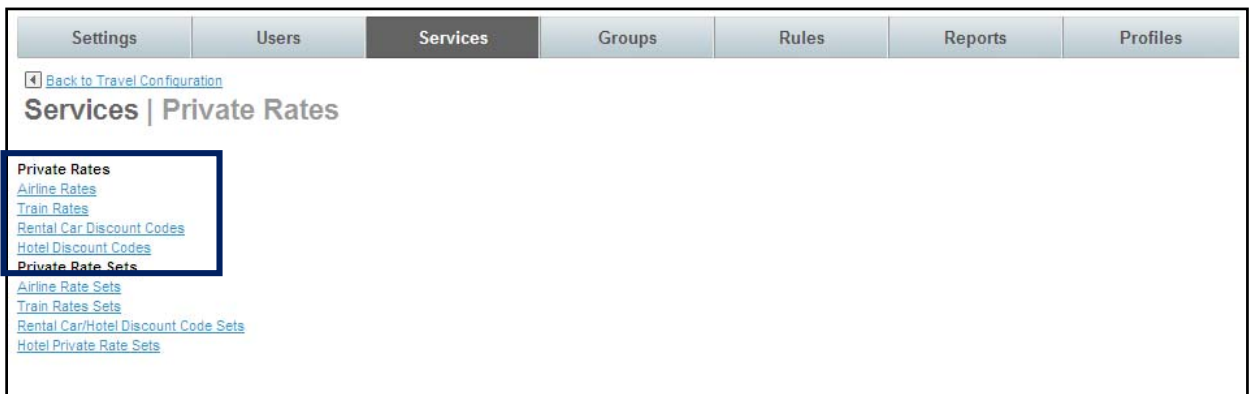 Settings Users Services Groups Rules Reports Profiles
Back to Travel Configuration
Services | Private Rates
Private Rates
Airline Rates
Train Rates
Rental Car Discount Codes
Hotel Discount Codes
Private Rate Sets
Airline Rate Sets
Train Rates Sets
Rental Car/Hotel Discount Code Sets
Hotel Private Rate Sets